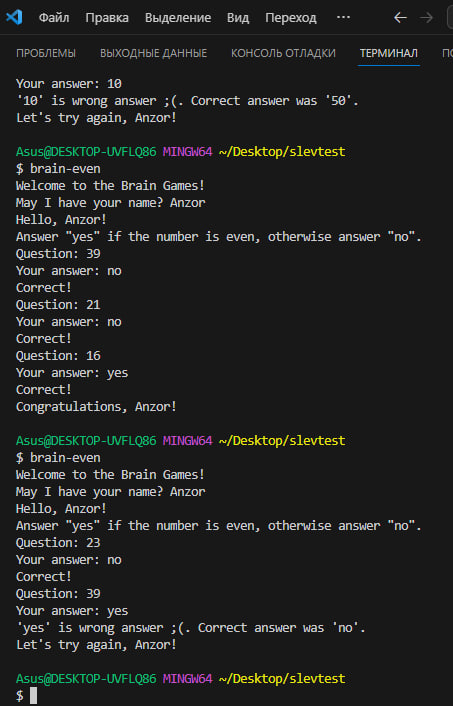 Файл Правка Выделение Вид Переход ···
ПРОБЛЕМЫ ВЫХОДНЫЕ ДАННЫЕ КОНСОЛЬ ОТЛАДКИ ТЕРМИНАЛ
Your answer: 10
'10' is wrong answer ;(. Correct answer was '50'.
Let's try again, Anzor!
Asus@DESKTOP-UVFLQ86 MINGW64 ~/Desktop/slevtest
$ brain-even
Welcome to the Brain Games!
May I have your name? Anzor
Hello, Anzor!
Answer "yes" if the number is even, otherwise answer "no".
Question: 39
Your answer: no
Correct!
Question: 21
Your answer: no
Correct!
Question: 16
Your answer: yes
Correct!
Congratulations, Anzor!
Asus@DESKTOP-UVFLQ86 MINGW64 ~/Desktop/slevtest
$ brain-even
Welcome to the Brain Games!
May I have your name? Anzor
Hello, Anzor!
Answer "yes" if the number is even, otherwise answer "no".
Question: 23
Your answer: no
Correct!
Question: 39
Your answer: yes
'yes' is wrong answer ;(. Correct answer was 'no'.
Let's try again, Anzor!
Asus@DESKTOP-UVFLQ86 MINGW64 ~/Desktop/slevtest
$